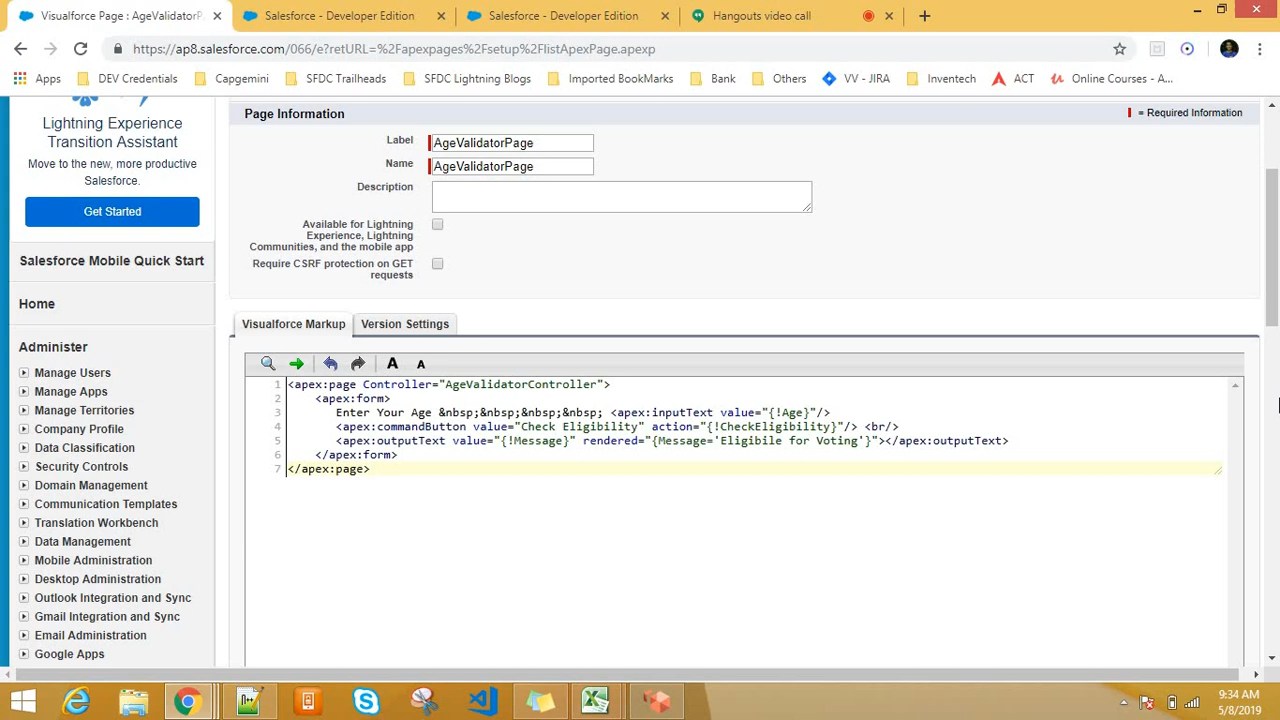 Visualforce Page : AgeValidatorP
Salesforce - Developer Edition
Salesforce - Developer Edition
Hangouts video call
https://ap8.salesforce.com/066/e?retURL=%2Fapexpages%2Fsetup%2FlistApexPage.apexp
Apps
DEV Credentials
Capgemini
SFDC Trailheads
SFDC Lightning Blogs
Imported BookMarks
Bank
Others
VV - JIRA
Inventech
ACT
Online Courses - A...
Lightning Experience
Transition Assistant
Move to the new, more productive
Salesforce.
Get Started
Salesforce Mobile Quick Start
Home
Administer
Manage Users
Manage Apps
Manage Territories
Company Profile
Data Classification
Security Controls
Domain Management
Communication Templates
Translation Workbench
Data Management
Mobile Administration
Desktop Administration
Outlook Integration and Sync
Gmail Integration and Sync
Email Administration
Google Apps
Page Information
= Required Information
Label
AgeValidatorPage
Name
AgeValidatorPage
Description
Available for Lightning
Experience, Lightning
Communities, and the mobile app
Require CSRF protection on GET
requests
Visualforce Markup
Version Settings
A
A
1 <apex:page Controller="AgeValidatorController">
2 <apex:form>
3 Enter Your Age &nbsp;&nbsp;&nbsp;&nbsp; <apex:inputText value="{!Age}"/>
4 <apex:commandButton value="Check Eligibility" action="{!CheckEligibility}"/> <br/>
5 <apex:outputText value="{!Message}" rendered="{Message='Eligibile for Voting'}"></apex:outputText>
6 </apex:form>
7 </apex:page>
9:34 AM
5/8/2019